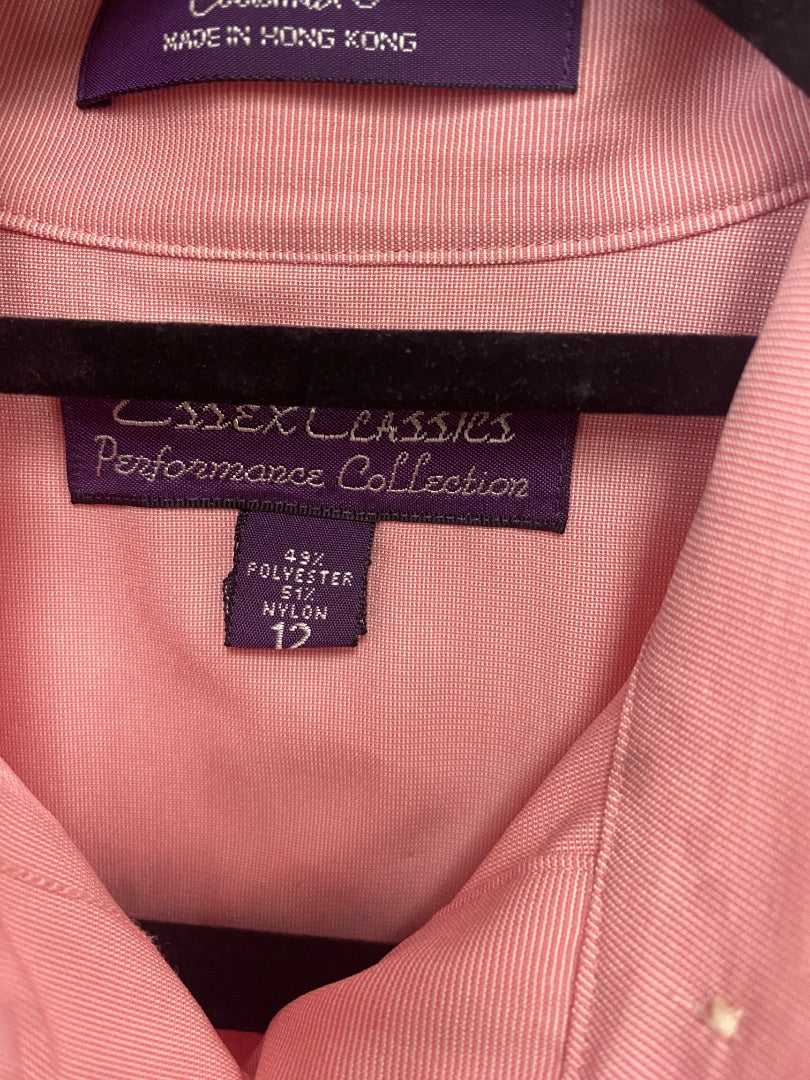 MADE IN HONG KONG
ESSEX CLASSICS
Performance Collection
49%
POLYESTER
51%
NYLON
12